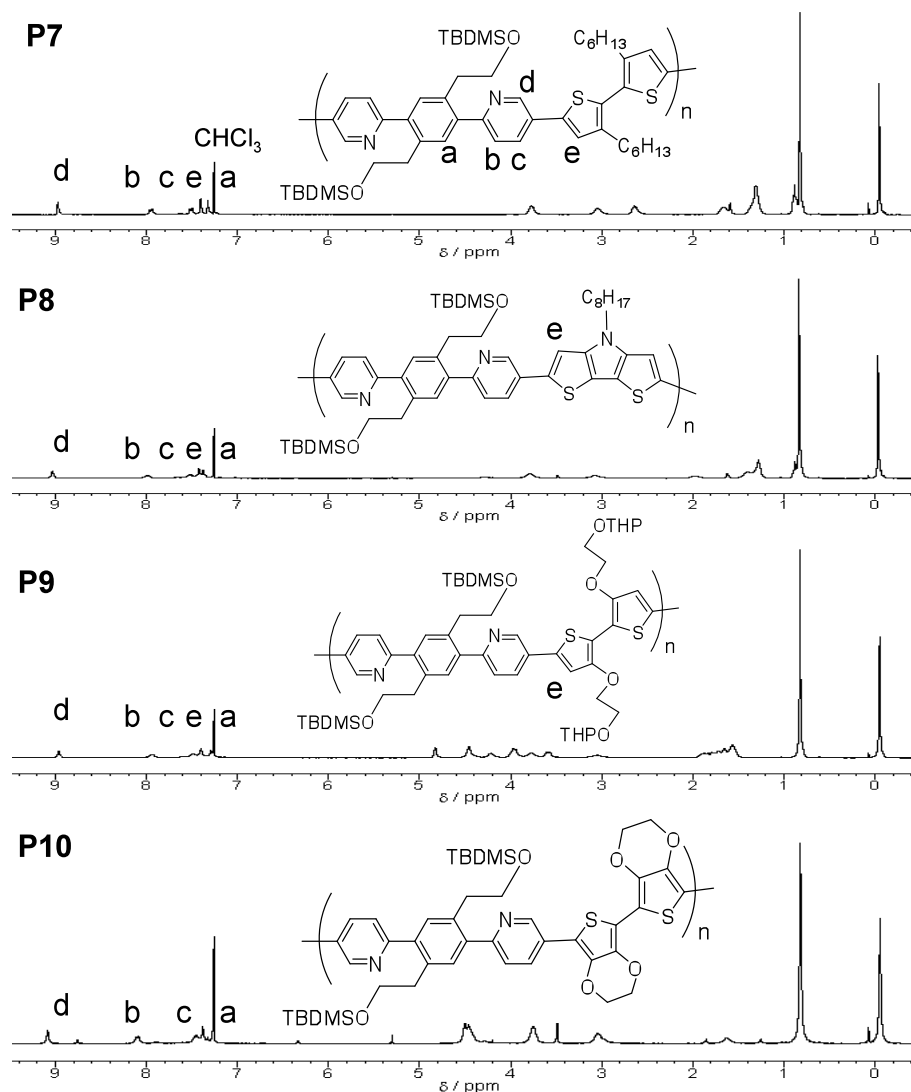 P7
TBDMSO
C6H13
d
N
S
S
n
CHCl3
N
a
b c
e
C6H13
TBDMSO
d b c e a
9 8 7 6 5 4 3 2 1 0
δ / ppm
P8
TBDMSO
C8H17
e
N
N
N
S
S
n
TBDMSO
d b c e a
9 8 7 6 5 4 3 2 1 0
δ / ppm
P9
OTHP
TBDMSO
O
N
S
S
n
N
e
O
TBDMSO
THPO
d b c e a
9 8 7 6 5 4 3 2 1 0
δ / ppm
P10
TBDMSO
O
O
N
S
S
n
N
O
O
TBDMSO
d b c a
9 8 7 6 5 4 3 2 1 0
δ / ppm